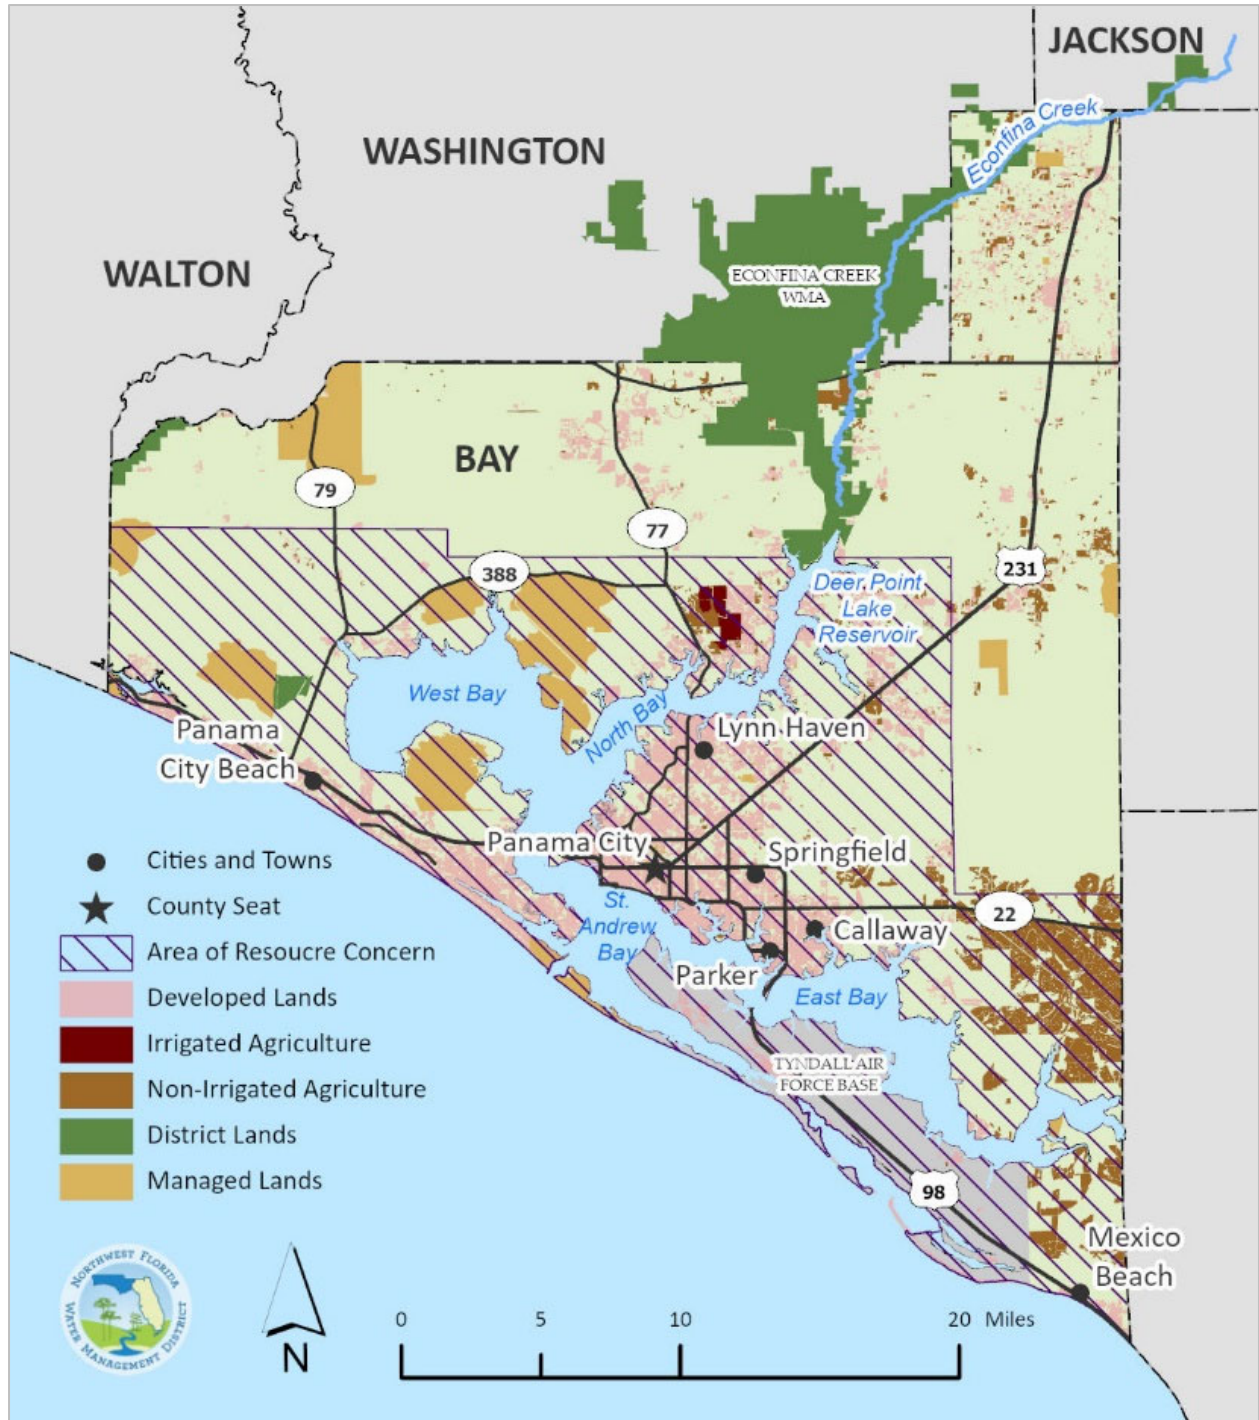 JACKSON
Econfina Creek
WASHINGTON
WALTON
ECONFINA CREEK
WMA
BAY
79
77
388
231
Deer Point
Lake
Reservoir
West Bay
North Bay
Panama
City Beach
Lynn Haven
Panama City
Springfield
St.
Andrew
Bay
22
Callaway
Parker
East Bay
TYNDALL AIR
FORCE BASE
98
Mexico
Beach
Cities and Towns
County Seat
Area of Resoucre Concern
Developed Lands
Irrigated Agriculture
Non-Irrigated Agriculture
District Lands
Managed Lands
NORTHWEST FLORIDA
WATER MANAGEMENT DISTRICT
N
0 5 10 20 Miles